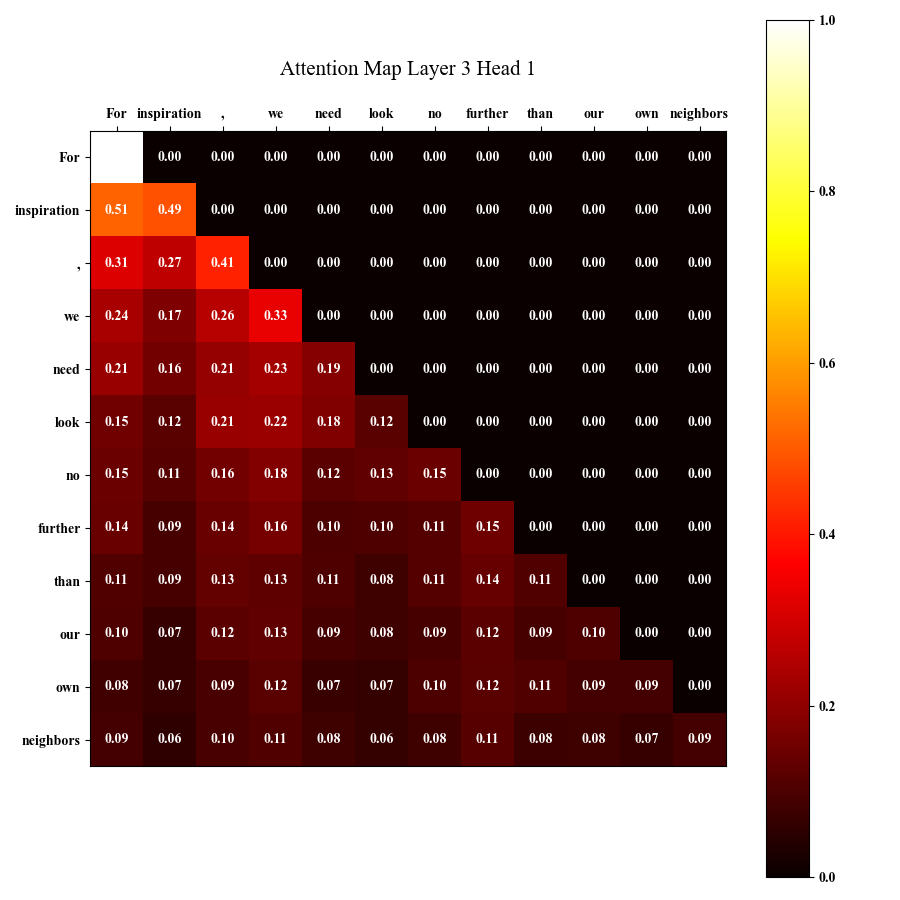 1.0
Attention Map Layer 3 Head 1
For inspiration , we need look no further than our own neighbors
For 0.00 0.00 0.00 0.00 0.00 0.00 0.00 0.00 0.00 0.00 0.00
0.8
inspiration 0.51 0.49 0.00 0.00 0.00 0.00 0.00 0.00 0.00 0.00 0.00 0.00
, 0.31 0.27 0.41 0.00 0.00 0.00 0.00 0.00 0.00 0.00 0.00 0.00
we 0.24 0.17 0.26 0.33 0.00 0.00 0.00 0.00 0.00 0.00 0.00 0.00
0.6
need 0.21 0.16 0.21 0.23 0.19 0.00 0.00 0.00 0.00 0.00 0.00 0.00
look 0.15 0.12 0.21 0.22 0.18 0.12 0.00 0.00 0.00 0.00 0.00 0.00
no 0.15 0.11 0.16 0.18 0.12 0.13 0.15 0.00 0.00 0.00 0.00 0.00
further 0.14 0.09 0.14 0.16 0.10 0.10 0.11 0.15 0.00 0.00 0.00 0.00
0.4
than 0.11 0.09 0.13 0.13 0.11 0.08 0.11 0.14 0.11 0.00 0.00 0.00
our 0.10 0.07 0.12 0.13 0.09 0.08 0.09 0.12 0.09 0.10 0.00 0.00
own 0.08 0.07 0.09 0.12 0.07 0.07 0.10 0.12 0.11 0.09 0.09 0.00
0.2
neighbors 0.09 0.06 0.10 0.11 0.08 0.06 0.08 0.11 0.08 0.08 0.07 0.09
0.0